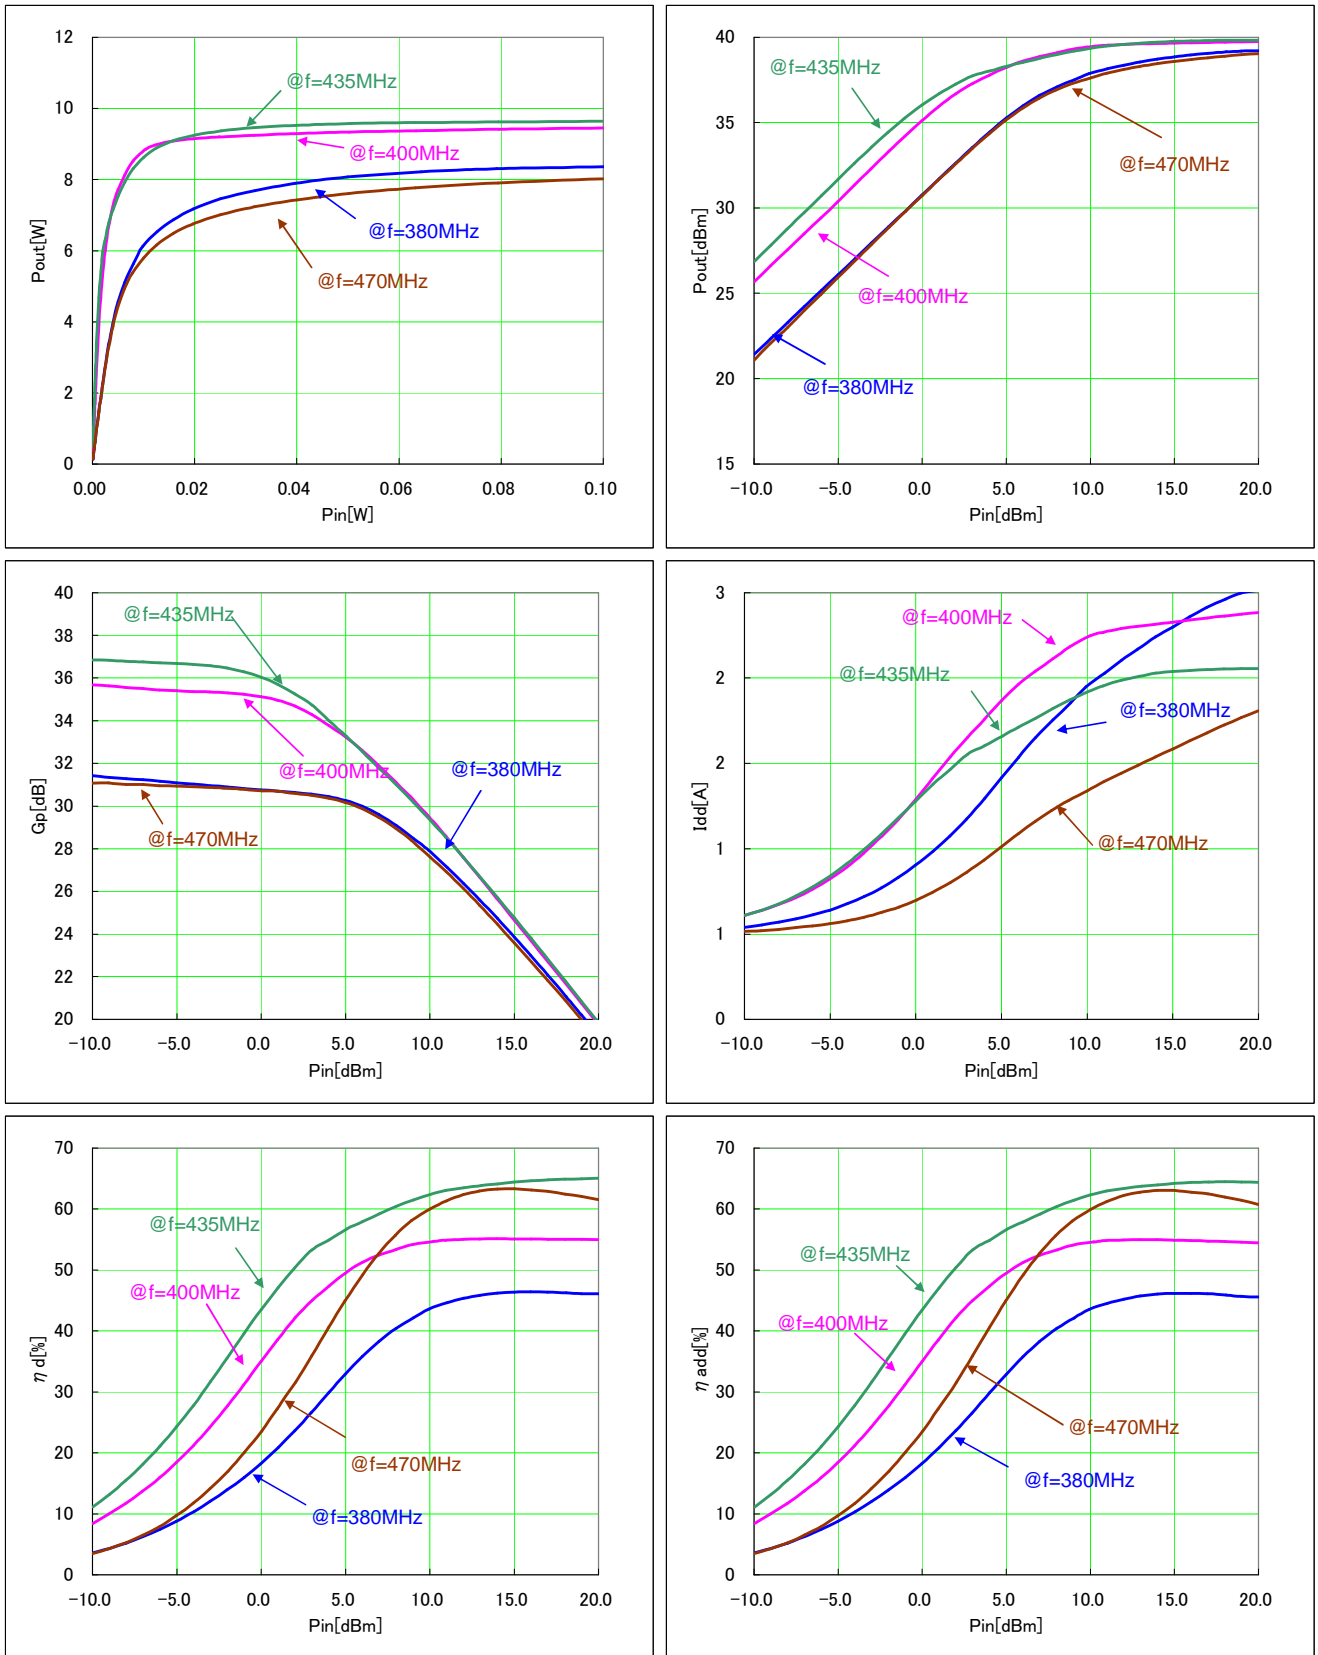 12
10
8
6
4
2
0
Pout[W]
@f=435MHz
@f=400MHz
@f=380MHz
@f=470MHz
0.00 0.02 0.04 0.06 0.08 0.10
Pin[W]
40
35
30
25
20
15
Pout[dBm]
@f=435MHz
@f=470MHz
@f=400MHz
@f=380MHz
−10.0 −5.0 0.0 5.0 10.0 15.0 20.0
Pin[dBm]
40
38
36
34
32
30
28
26
24
22
20
Gp[dB]
@f=435MHz
@f=400MHz
@f=380MHz
@f=470MHz
−10.0 −5.0 0.0 5.0 10.0 15.0 20.0
Pin[dBm]
3
2
2
1
1
0
Idd[A]
@f=400MHz
@f=435MHz
@f=380MHz
@f=470MHz
−10.0 −5.0 0.0 5.0 10.0 15.0 20.0
Pin[dBm]
70
60
50
40
30
20
10
0
η d[%]
@f=435MHz
@f=400MHz
@f=470MHz
@f=380MHz
−10.0 −5.0 0.0 5.0 10.0 15.0 20.0
Pin[dBm]
70
60
50
40
30
20
10
0
η add[%]
@f=435MHz
@f=400MHz
@f=470MHz
@f=380MHz
−10.0 −5.0 0.0 5.0 10.0 15.0 20.0
Pin[dBm]